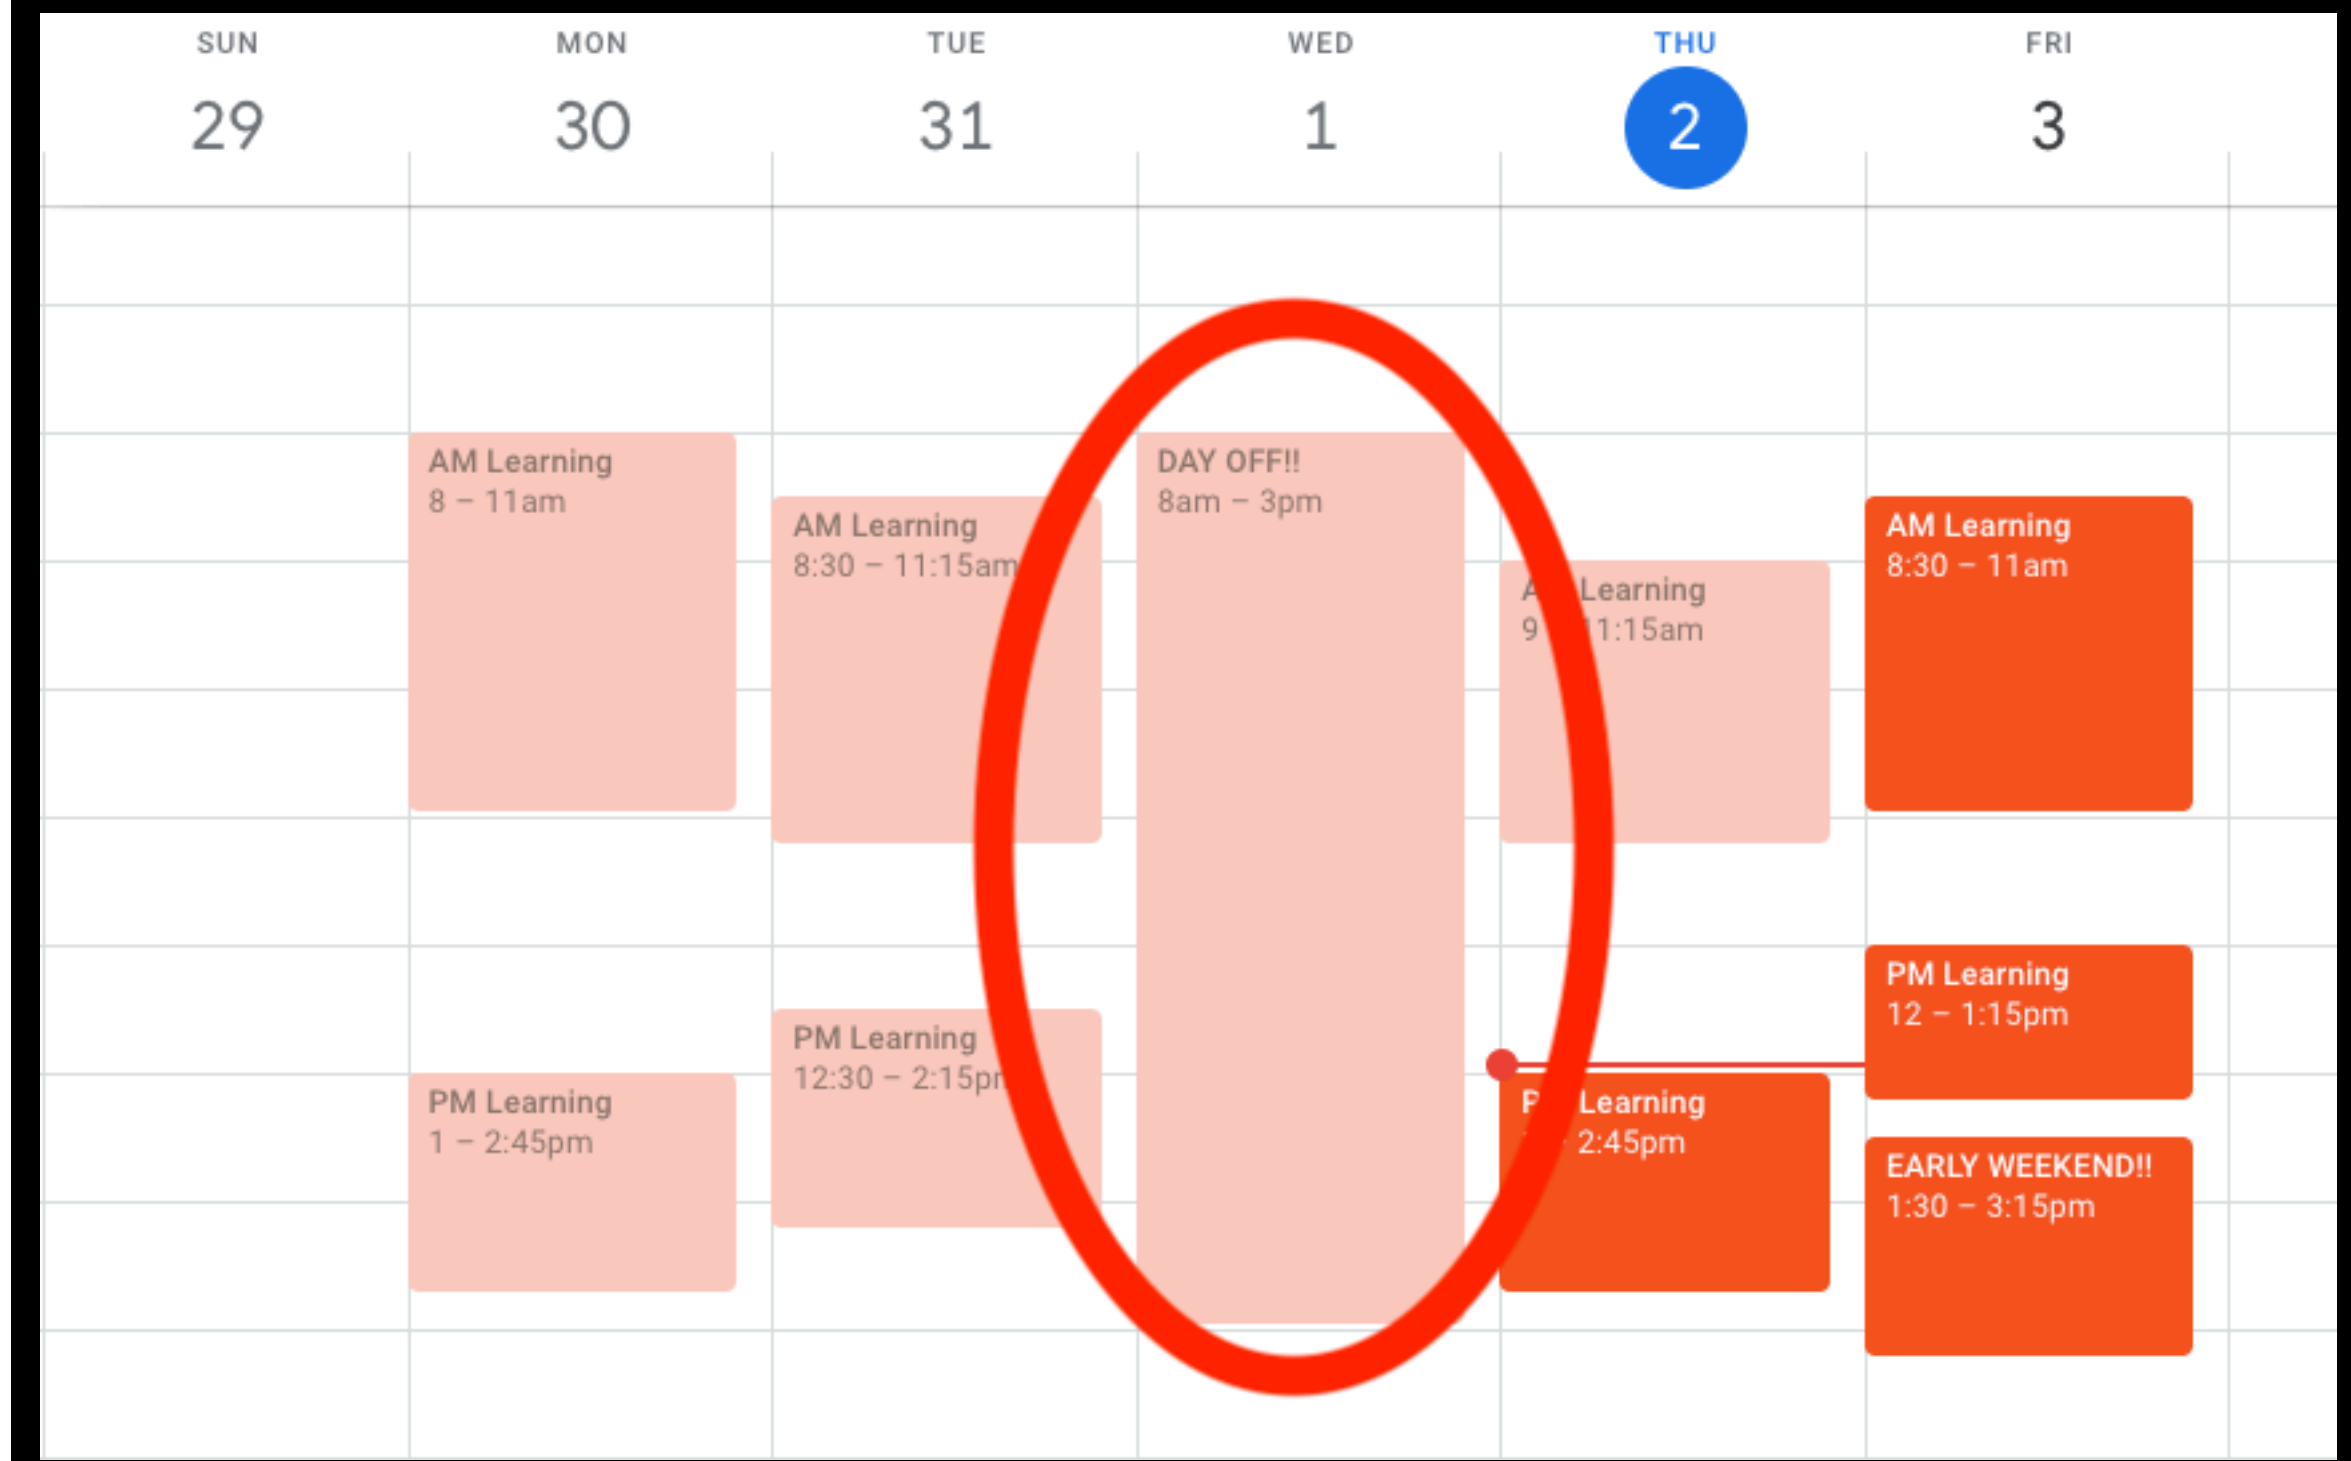 SUN MON TUE WED THU FRI
29 30 31 1 2 3
AM Learning
8 – 11am
PM Learning
1 – 2:45pm
AM Learning
8:30 – 11:15am
PM Learning
12:30 – 2:15pm
DAY OFF!!
8am – 3pm
Learning
9 11:15am
Learning
2:45pm
AM Learning
8:30 – 11am
PM Learning
12 – 1:15pm
EARLY WEEKEND!!
1:30 – 3:15pm